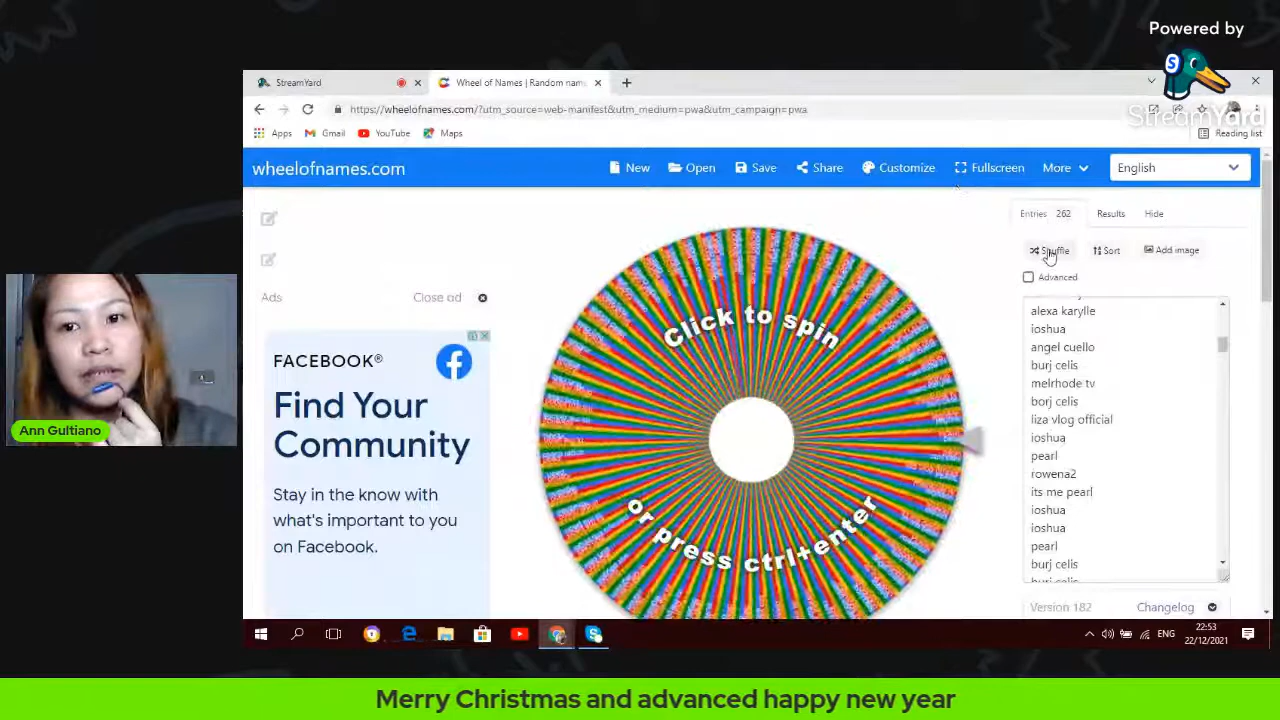 Powered by
StreamYard
StreamYard
Wheel of Names | Random nam
https://wheelofnames.com/?utm_source=web-manifest&utm_medium=pwa&utm_campaign=pwa
Apps
Gmail
YouTube
Maps
Reading list
wheelofnames.com
New
Open
Save
Share
Customize
Fullscreen
More
English
Entries 262
Results
Hide
Shuffle
Sort
Add image
Advanced
Ads
Close ad
FACEBOOK®
Find Your
Community
Stay in the know with
what's important to you
on Facebook.
Click to spin
or press ctrl+enter
alexa karylle
ioshua
angel cuello
burj celis
melrhode tv
borj celis
liza vlog official
ioshua
pearl
rowena2
its me pearl
ioshua
ioshua
pearl
burj celis
Version 182
Changelog
Ann Gultiano
ENG
22:53
22/12/2021
Merry Christmas and advanced happy new year